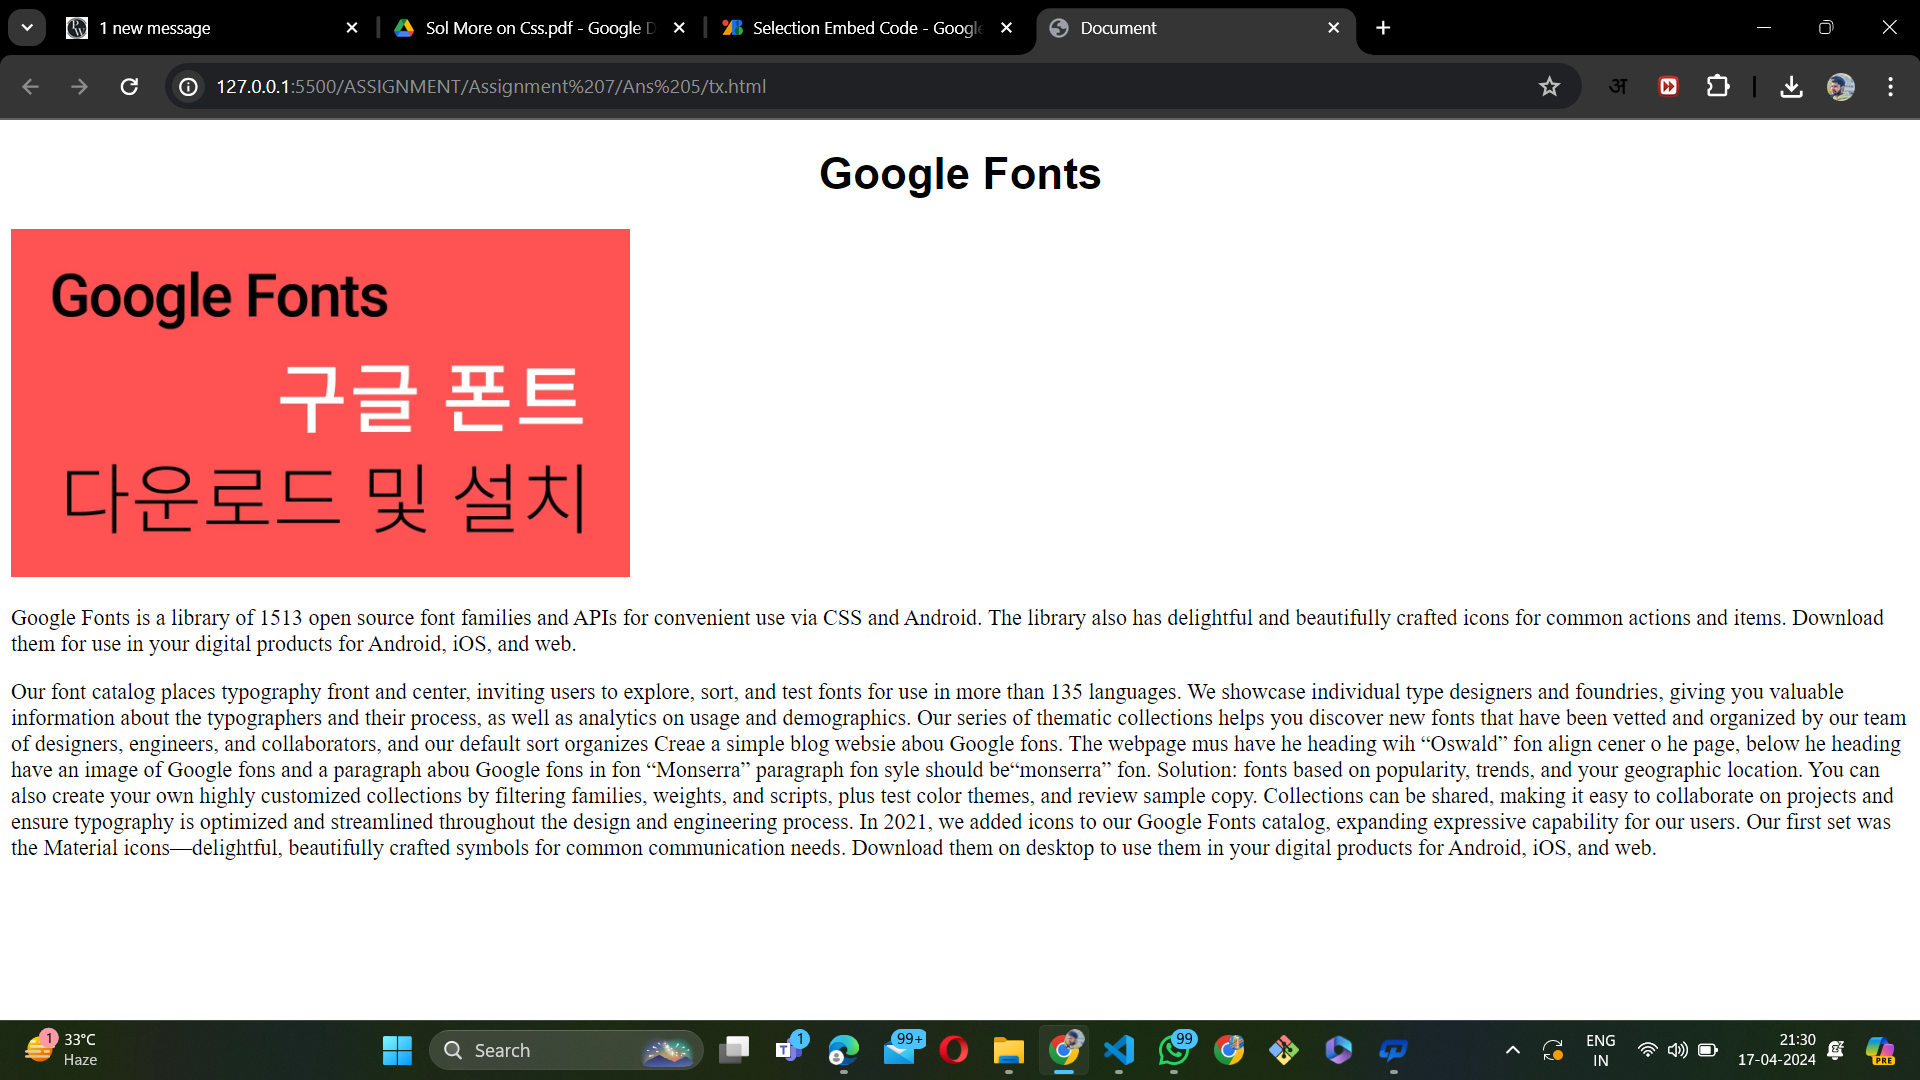 1 new message
Sol More on Css.pdf - Google D
Selection Embed Code - Google
Document
127.0.0.1:5500/ASSIGNMENT/Assignment%207/Ans%205/tx.html
अ
Google Fonts
Google Fonts
구글 폰트
다운로드 및 설치
Google Fonts is a library of 1513 open source font families and APIs for convenient use via CSS and Android. The library also has delightful and beautifully crafted icons for common actions and items. Download
them for use in your digital products for Android, iOS, and web.
Our font catalog places typography front and center, inviting users to explore, sort, and test fonts for use in more than 135 languages. We showcase individual type designers and foundries, giving you valuable
information about the typographers and their process, as well as analytics on usage and demographics. Our series of thematic collections helps you discover new fonts that have been vetted and organized by our team
of designers, engineers, and collaborators, and our default sort organizes Creae a simple blog websie abou Google fons. The webpage mus have he heading wih “Oswald” fon align cener o he page, below he heading
have an image of Google fons and a paragraph abou Google fons in fon “Monserra” paragraph fon syle should be“monserra” fon. Solution: fonts based on popularity, trends, and your geographic location. You can
also create your own highly customized collections by filtering families, weights, and scripts, plus test color themes, and review sample copy. Collections can be shared, making it easy to collaborate on projects and
ensure typography is optimized and streamlined throughout the design and engineering process. In 2021, we added icons to our Google Fonts catalog, expanding expressive capability for our users. Our first set was
the Material icons—delightful, beautifully crafted symbols for common communication needs. Download them on desktop to use them in your digital products for Android, iOS, and web.
1
33°C
Haze
Search
1
99+
99
ENG
IN
21:30
17-04-2024
PRE